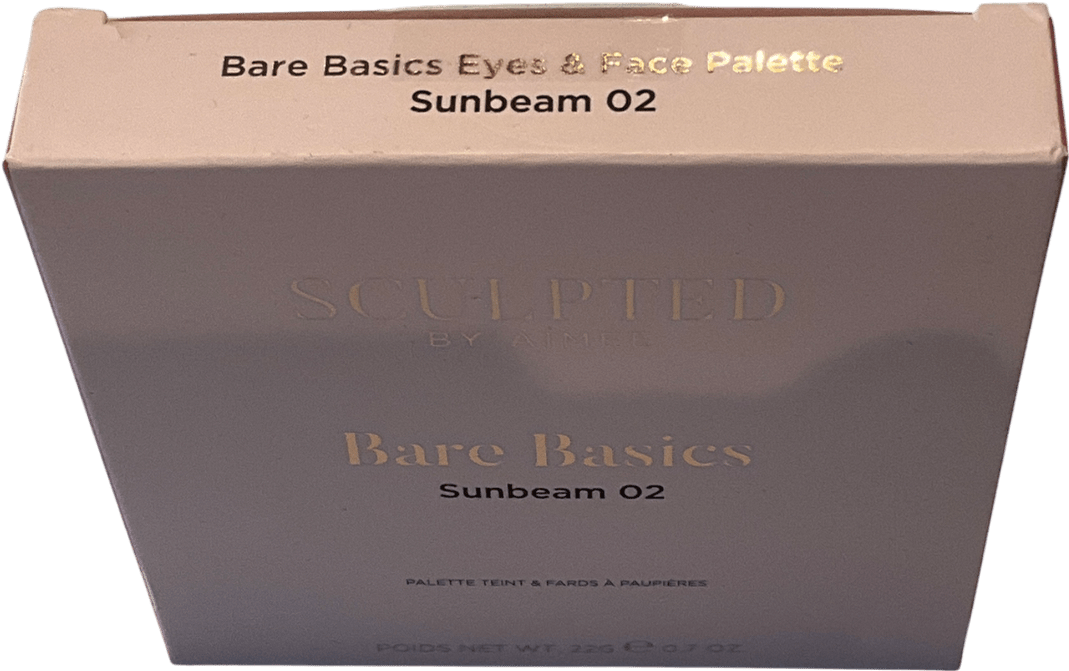 Bare Basics Eyes & Face Palette
Sunbeam 02
SCULPTED
BY AIMEE
Bare Basics
Sunbeam 02
PALETTE TEINT & FARDS À PAUPIÈRES
POIDS NET WT. 22G ℮ 0.7 OZ.